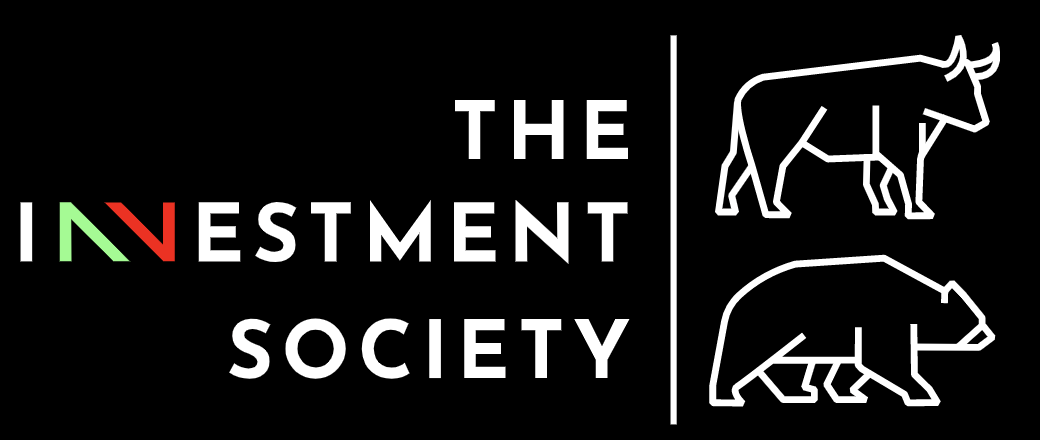 THE
INVESTMENT
SOCIETY